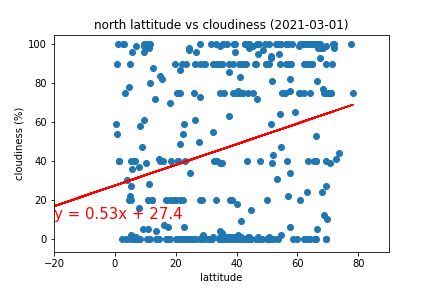 north lattitude vs cloudiness (2021-03-01)
100
80
60
40
20
0
cloudiness (%)
y = 0.53x + 27.4
-20 0 20 40 60 80
lattitude